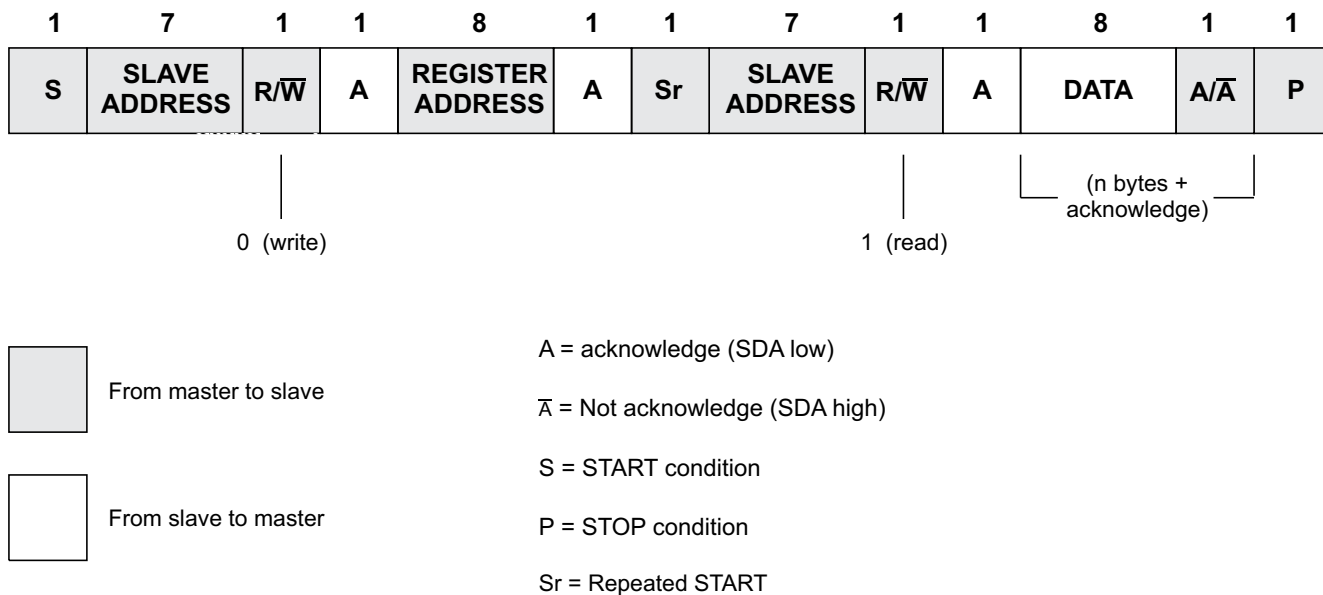 1 7 1 1 8 1 1 7 1 1 8 1 1
S SLAVE ADDRESS R/W̅ A REGISTER ADDRESS A Sr SLAVE ADDRESS R/W̅ A DATA A/A̅ P
(n bytes + acknowledge)
0 (write) 1 (read)
A = acknowledge (SDA low)
From master to slave
A̅ = Not acknowledge (SDA high)
S = START condition
From slave to master
P = STOP condition
Sr = Repeated START